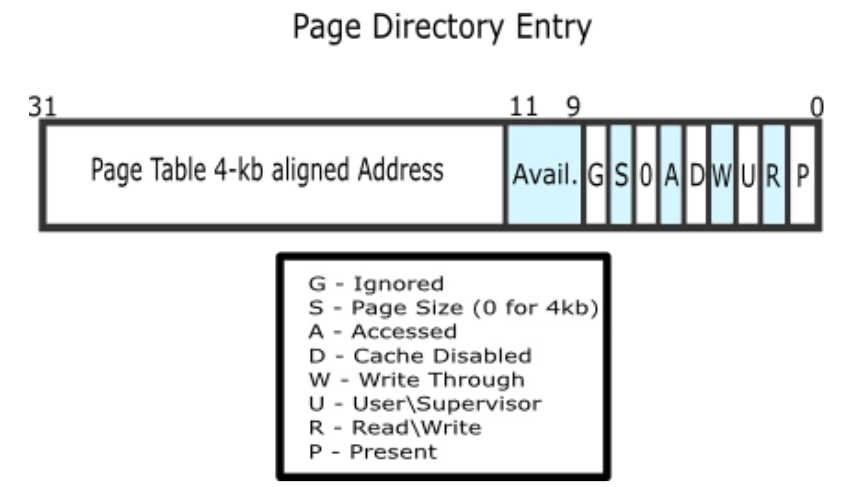 Page Directory Entry
31 11 9 0
Page Table 4-kb aligned Address Avail. G S 0 A D W U R P
G - Ignored
S - Page Size (0 for 4kb)
A - Accessed
D - Cache Disabled
W - Write Through
U - User\Supervisor
R - Read\Write
P - Present